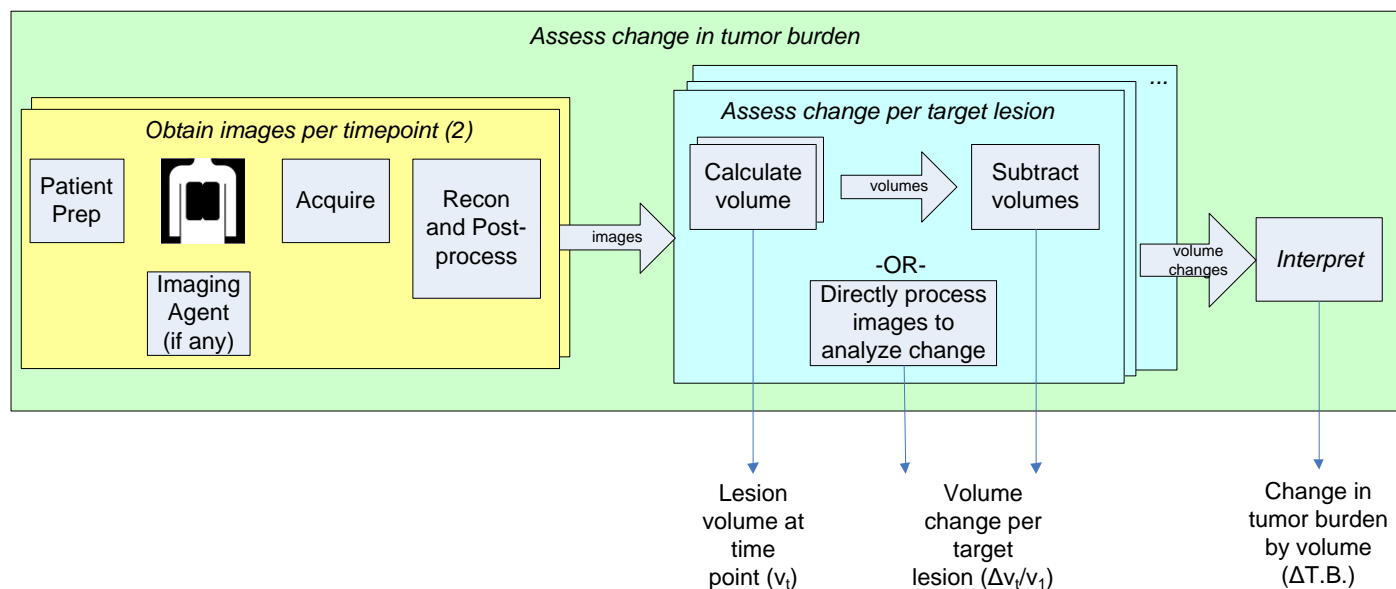 Assess change in tumor burden
Obtain images per timepoint (2)
Patient
Prep
Imaging
Agent
(if any)
Acquire
Recon
and Post-
process
images
...
Assess change per target lesion
Calculate
volume
volumes
Subtract
volumes
-OR-
Directly process
images to
analyze change
volume
changes
Interpret
Lesion
volume at
time
point (vₜ)
Volume
change per
target
lesion (Δvₜ/v₁)
Change in
tumor burden
by volume
(ΔT.B.)